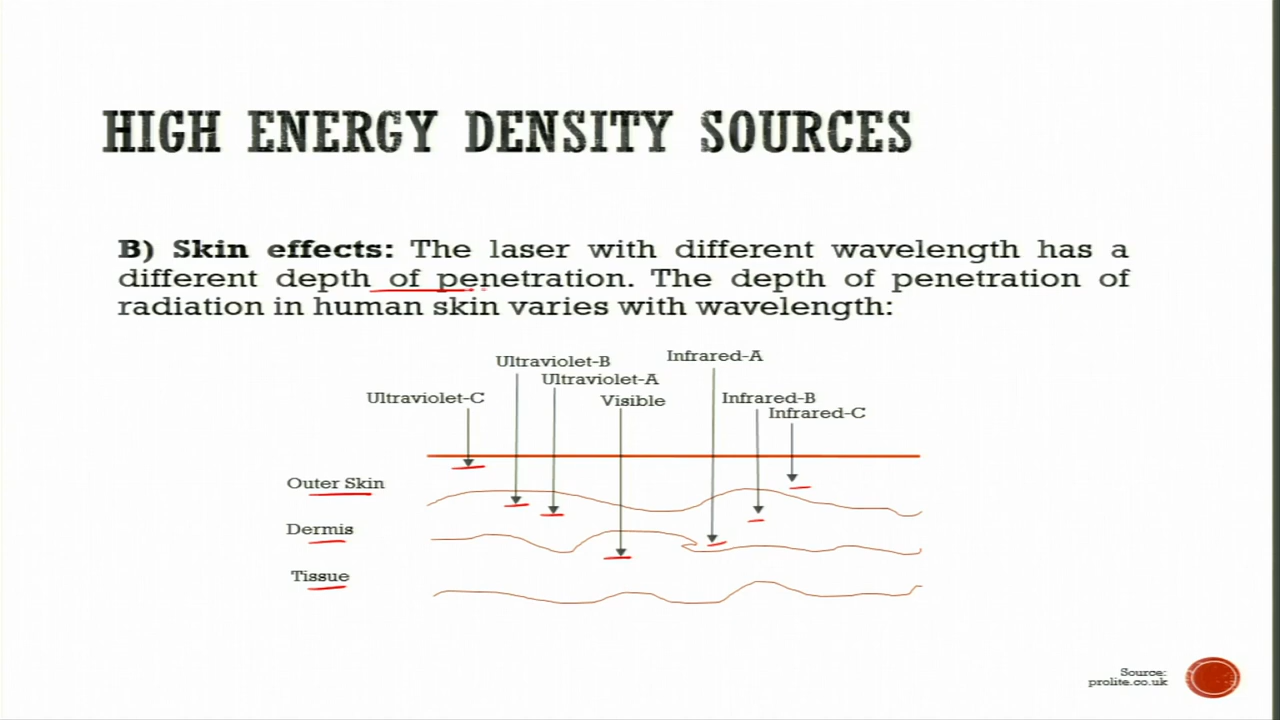 HIGH ENERGY DENSITY SOURCES
B) Skin effects: The laser with different wavelength has a
different depth of penetration. The depth of penetration of
radiation in human skin varies with wavelength:
Infrared-A
Ultraviolet-B
Ultraviolet-A
Ultraviolet-C
Visible
Infrared-B
Infrared-C
Outer Skin
Dermis
Tissue
Source:
prolite.co.uk